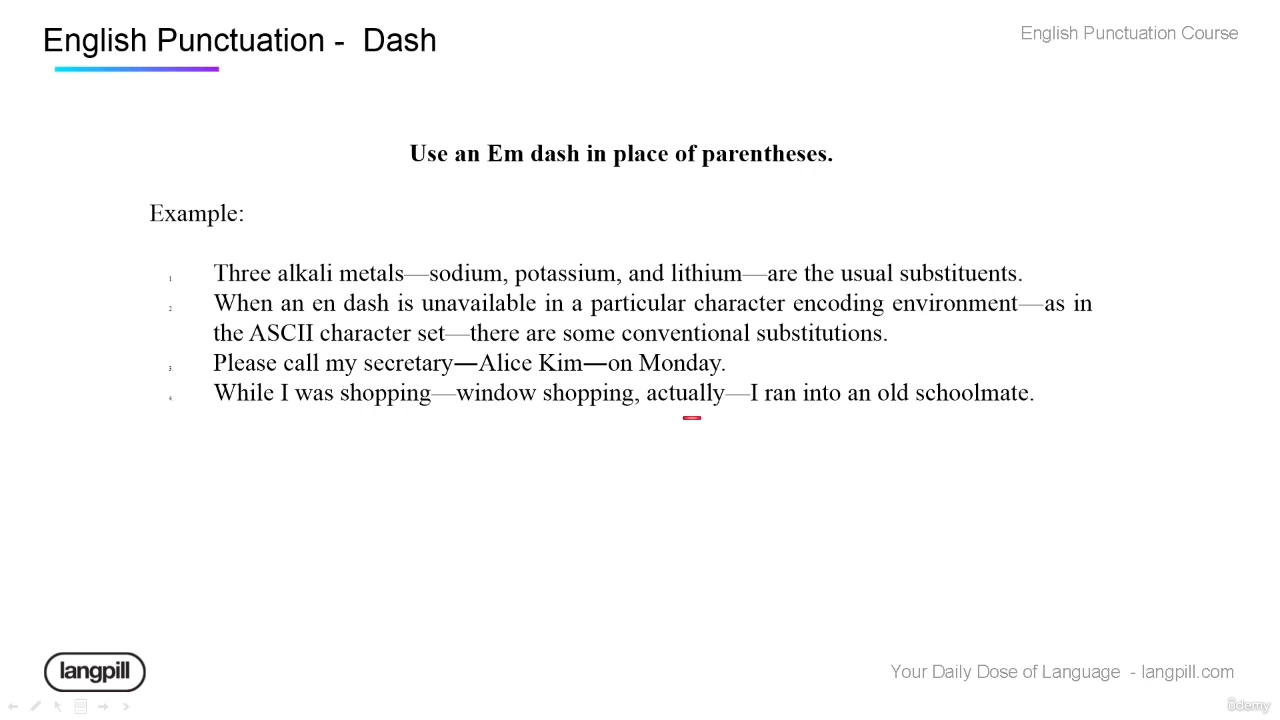 English Punctuation -  Dash
English Punctuation Course
Use an Em dash in place of parentheses.
Example:
1. Three alkali metals—sodium, potassium, and lithium—are the usual substituents.
2. When an en dash is unavailable in a particular character encoding environment—as in
the ASCII character set—there are some conventional substitutions.
3. Please call my secretary—Alice Kim—on Monday.
4. While I was shopping—window shopping, actually—I ran into an old schoolmate.
langpill
Your Daily Dose of Language  - langpill.com
ûdemy